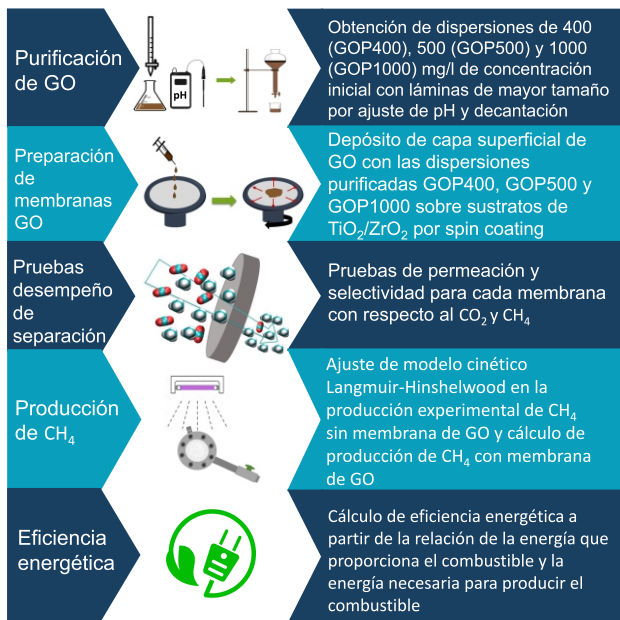 Purificación
de GO
pH
Obtención de dispersiones de 400
(GOP400), 500 (GOP500) y 1000
(GOP1000) mg/l de concentración
inicial con láminas de mayor tamaño
por ajuste de pH y decantación
Preparación
de
membranas
GO
Depósito de capa superficial de
GO con las dispersiones
purificadas GOP400, GOP500 y
GOP1000 sobre sustratos de
TiO₂/ZrO₂ por spin coating
Pruebas
desempeño
de
separación
Pruebas de permeación y
selectividad para cada membrana
con respecto al CO₂ y CH₄
Producción
de CH₄
Ajuste de modelo cinético
Langmuir-Hinshelwood en la
producción experimental de CH₄
sin membrana de GO y cálculo de
producción de CH₄ con membrana
de GO
Eficiencia
energética
Cálculo de eficiencia energética a
partir de la relación de la energía que
proporciona el combustible y la
energía necesaria para producir el
combustible